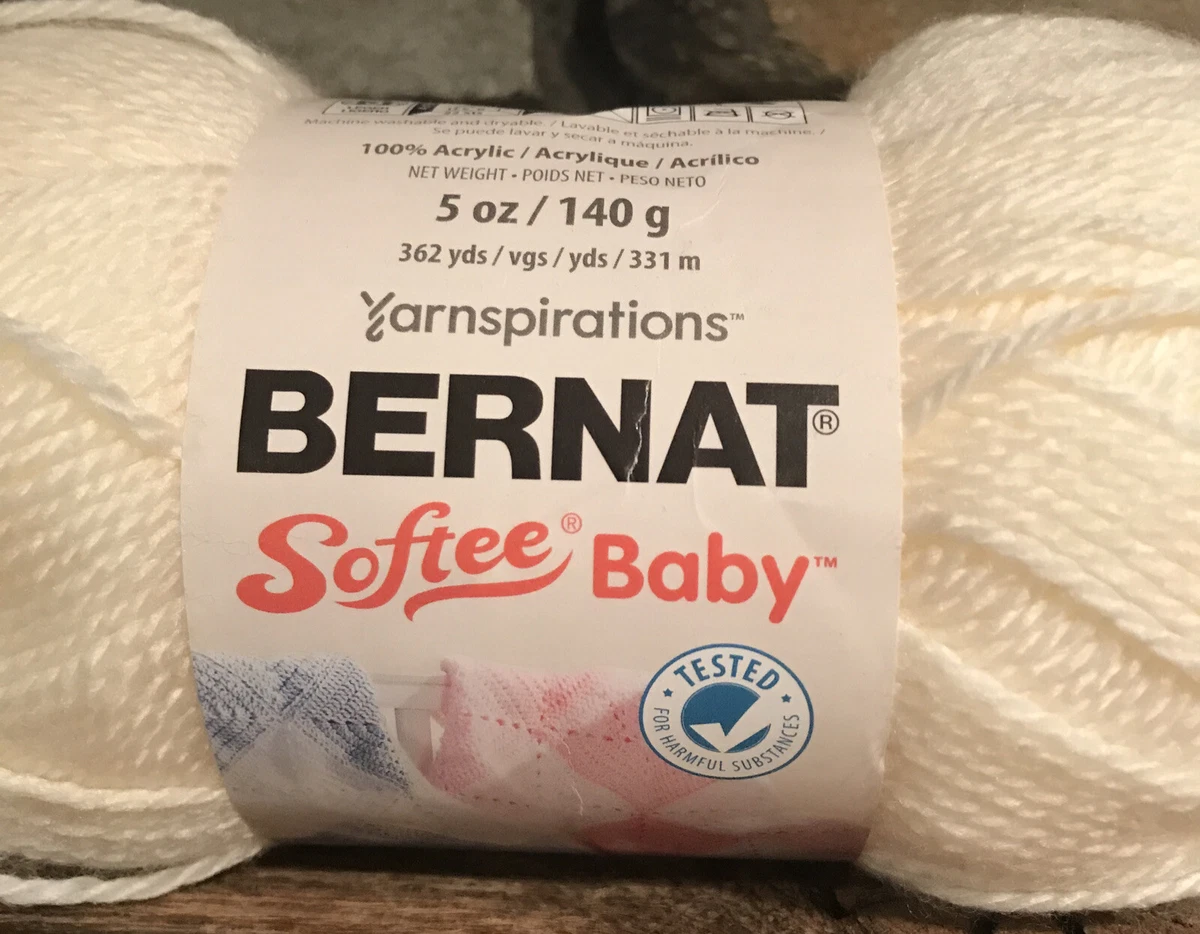 Machine washable and dryable. / Lavable et séchable à la machine. /
Se puede lavar y secar a máquina.
100% Acrylic / Acrylique / Acrílico
NET WEIGHT • POIDS NET • PESO NETO
5 oz / 140 g
362 yds / vgs / yds / 331 m
Yarnspirations™
BERNAT®
Softee® Baby™
TESTED
FOR HARMFUL SUBSTANCES